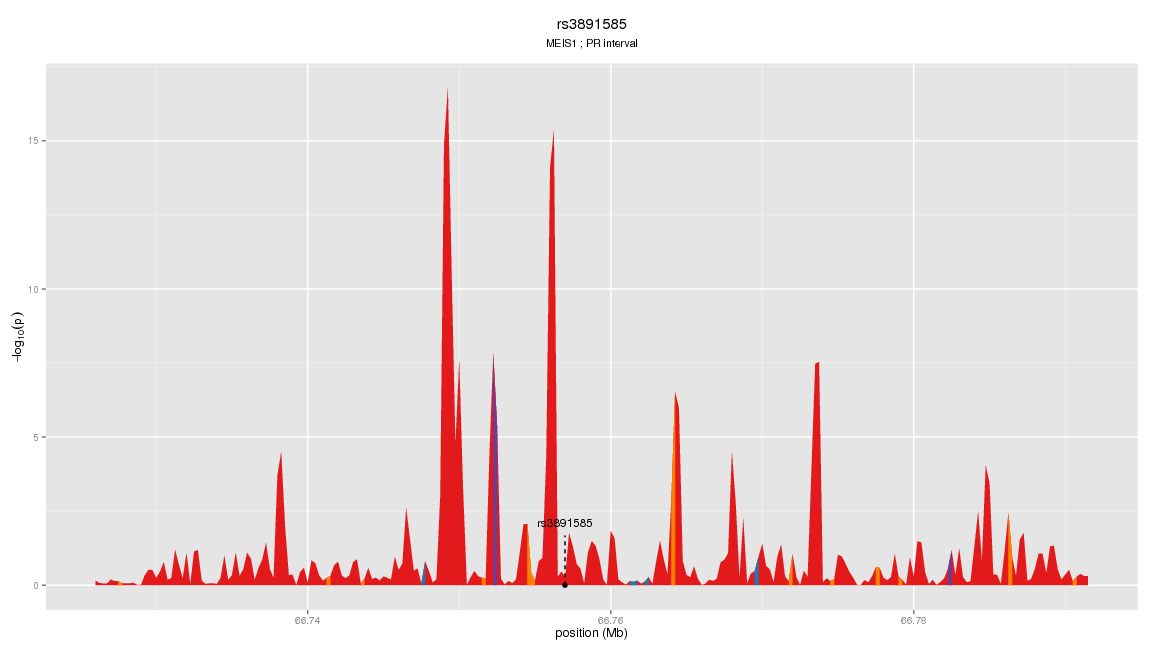 rs3891585
MEIS1 ; PR interval
15
10
5
0
−log10(p)
rs3891585
66.74
66.76
66.78
position (Mb)